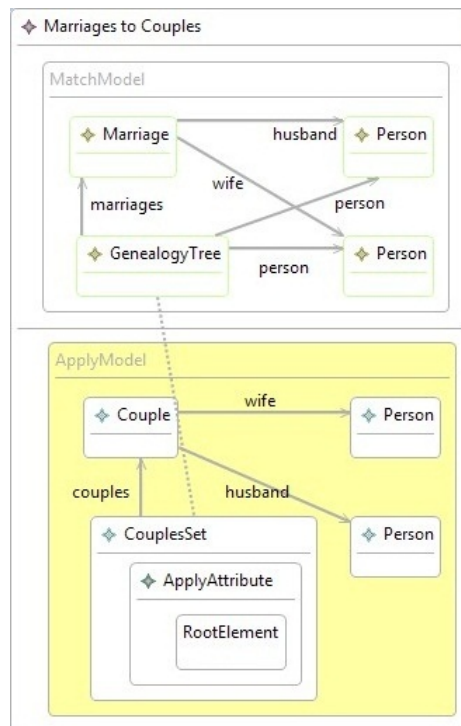 Marriages to Couples
MatchModel
Marriage
husband
Person
wife
marriages
person
GenealogyTree
person
Person
ApplyModel
Couple
wife
Person
couples
husband
CouplesSet
Person
ApplyAttribute
RootElement